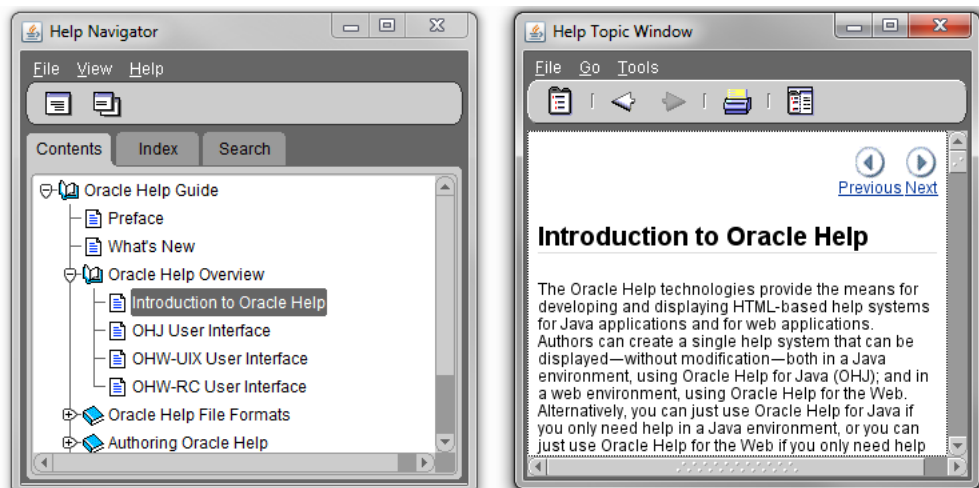 Help Navigator
File View Help
Contents Index Search
Oracle Help Guide
Preface
What's New
Oracle Help Overview
Introduction to Oracle Help
OHJ User Interface
OHW-UIX User Interface
OHW-RC User Interface
Oracle Help File Formats
Authoring Oracle Help
Help Topic Window
File Go Tools
Previous Next
Introduction to Oracle Help
The Oracle Help technologies provide the means for
developing and displaying HTML-based help systems
for Java applications and for web applications.
Authors can create a single help system that can be
displayed—without modification—both in a Java
environment, using Oracle Help for Java (OHJ); and in
a web environment, using Oracle Help for the Web.
Alternatively, you can just use Oracle Help for Java if
you only need help in a Java environment, or you can
just use Oracle Help for the Web if you only need help